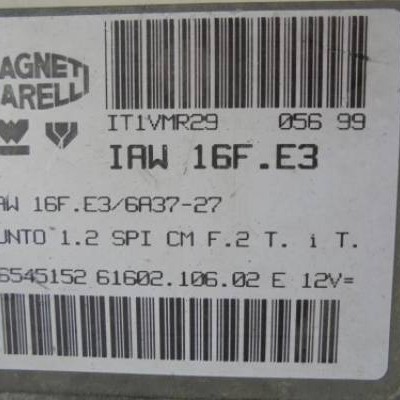 AGNET
ARELL
IT1VMR29 056 99
IAW 16F.E3
AW 16F.E3/6A37-27
UNTO 1.2 SPI CM F.2 T. i T.
6545152 61602.106.02 E 12V=